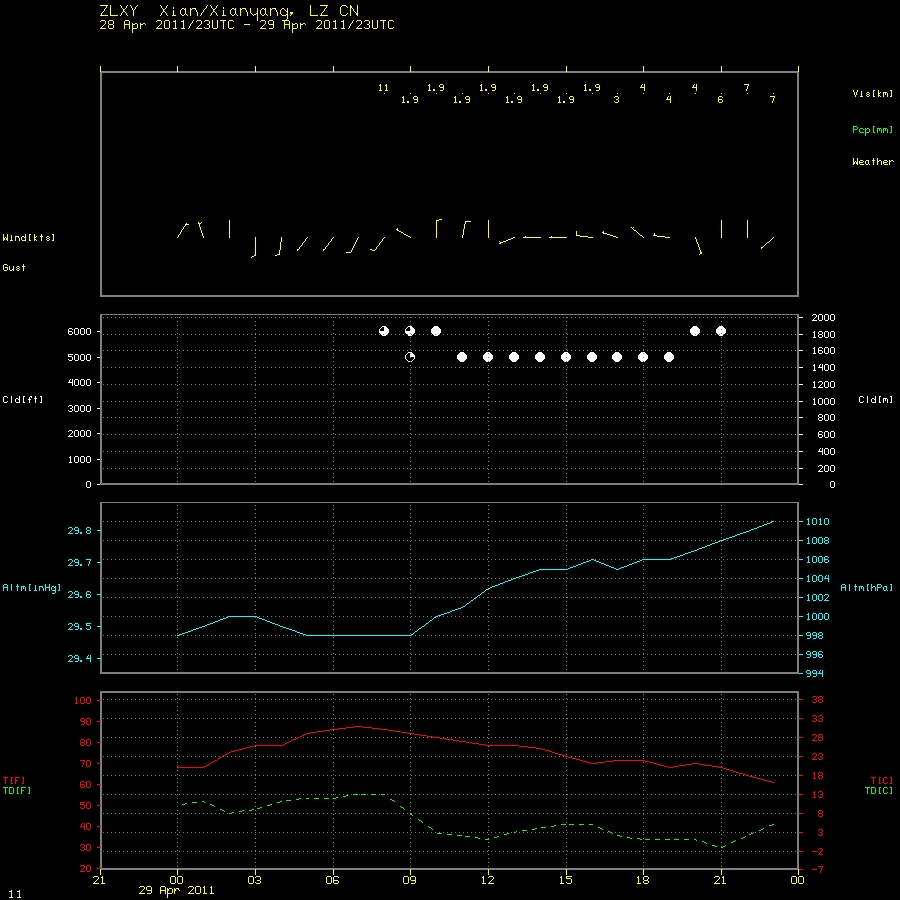 ZLXY Xian/Xianyang, LZ CN
28 Apr 2011/23UTC - 29 Apr 2011/23UTC
11 1.9 1.9 1.9 1.9 4 4 7
1.9 1.9 1.9 1.9 3 4 6 7
Vis[km]
Pcp[mm]
Weather
Wind[kts]
Gust
2000
6000 1800
5000 1600
1400
4000 1200
Cld[ft] 3000 1000 Cld[m]
800
2000 600
1000 400
200
0 0
29.8 1010
1008
29.7 1006
1004
Altm[inHg] 29.6 1002 Altm[hPa]
1000
29.5 998
996
29.4 994
100 38
90 33
80 28
70 23
T[F] 60 18 T[C]
TD[F] TD[C]
50 13
40 8
30 3
-2
20 -7
21 00 03 06 09 12 15 18 21 00
29 Apr 2011
11